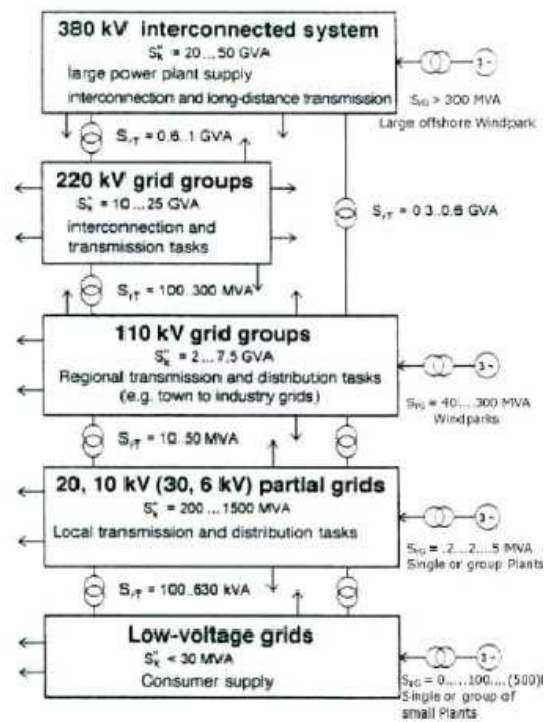 380 kV interconnected system
S"k = 20...50 GVA
large power plant supply
interconnection and long-distance transmission
1~
SrG > 300 MVA
Large offshore Windpark
SrT = 0.6..1 GVA
220 kV grid groups
S"k = 10...25 GVA
interconnection and
transmission tasks
SrT = 0.3..0.6 GVA
SrT = 100..300 MVA
110 kV grid groups
S"k = 2...7.5 GVA
Regional transmission and distribution tasks
(e.g. town to industry grids)
3~
SrG = 40....300 MVA
Windparks
SrT = 10..50 MVA
20, 10 kV (30, 6 kV) partial grids
S"k = 200...1500 MVA
Local transmission and distribution tasks
3~
SrG = .2...2...5 MVA
Single or group Plants
SrT = 100..630 kVA
Low-voltage grids
S"k < 30 MVA
Consumer supply
1~
SrG = 0.....100....(500)
Single or group of
small Plants